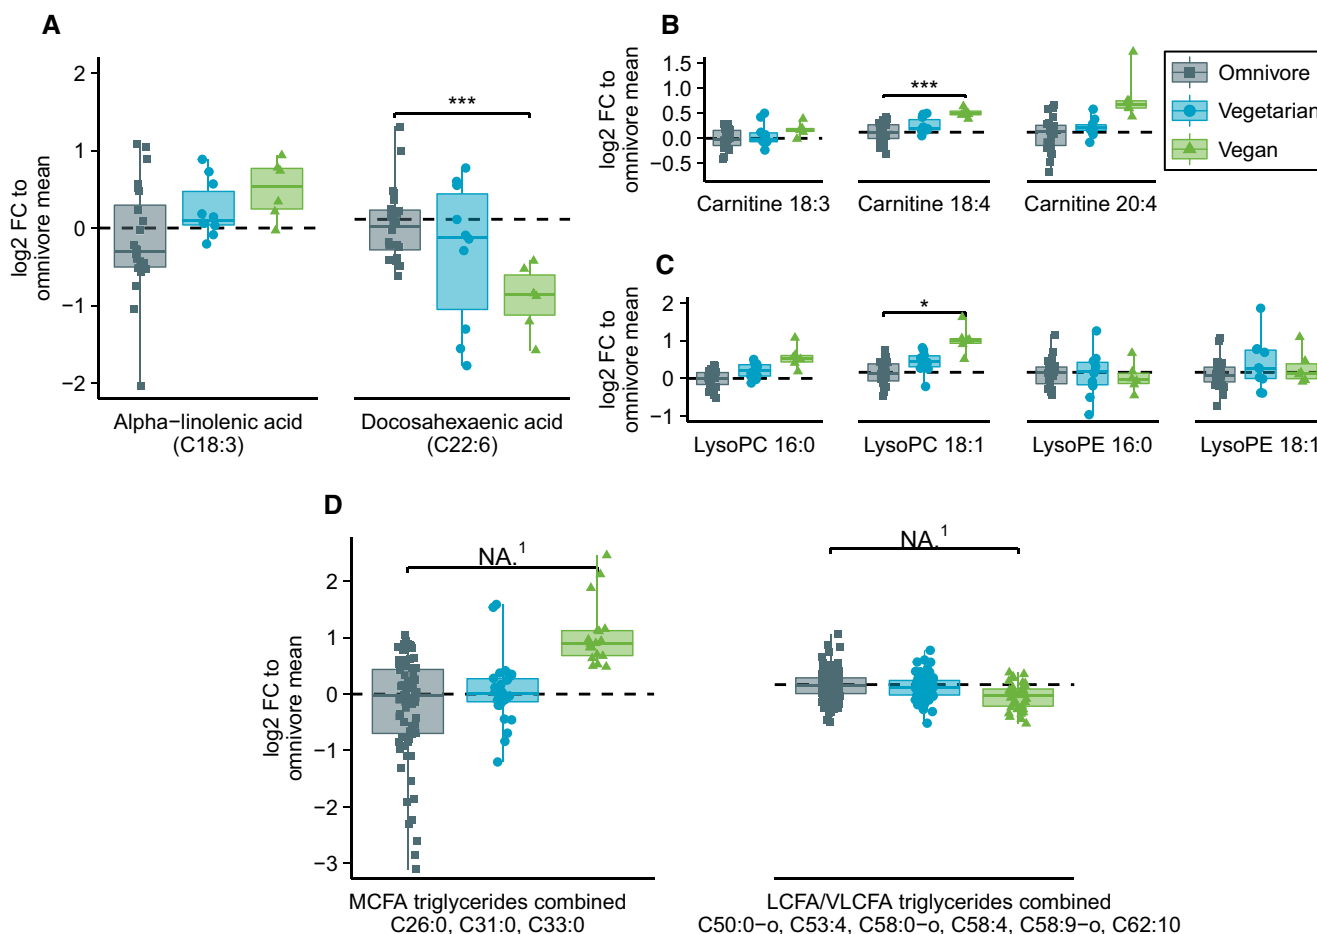 A
log2 FC to
omnivore mean
2
1
0
−1
−2
***
Alpha−linolenic acid
(C18:3)
Docosahexaenic acid
(C22:6)
B
log2 FC to
omnivore mean
1.5
1.0
0.5
0.0
−0.5
***
Carnitine 18:3
Carnitine 18:4
Carnitine 20:4
Omnivore
Vegetarian
Vegan
C
log2 FC to
omnivore mean
2
1
0
−1
*
LysoPC 16:0
LysoPC 18:1
LysoPE 16:0
LysoPE 18:1
D
log2 FC to
omnivore mean
2
1
0
−1
−2
−3
NA.1
NA.1
MCFA triglycerides combined
C26:0, C31:0, C33:0
LCFA/VLCFA triglycerides combined
C50:0−o, C53:4, C58:0−o, C58:4, C58:9−o, C62:10